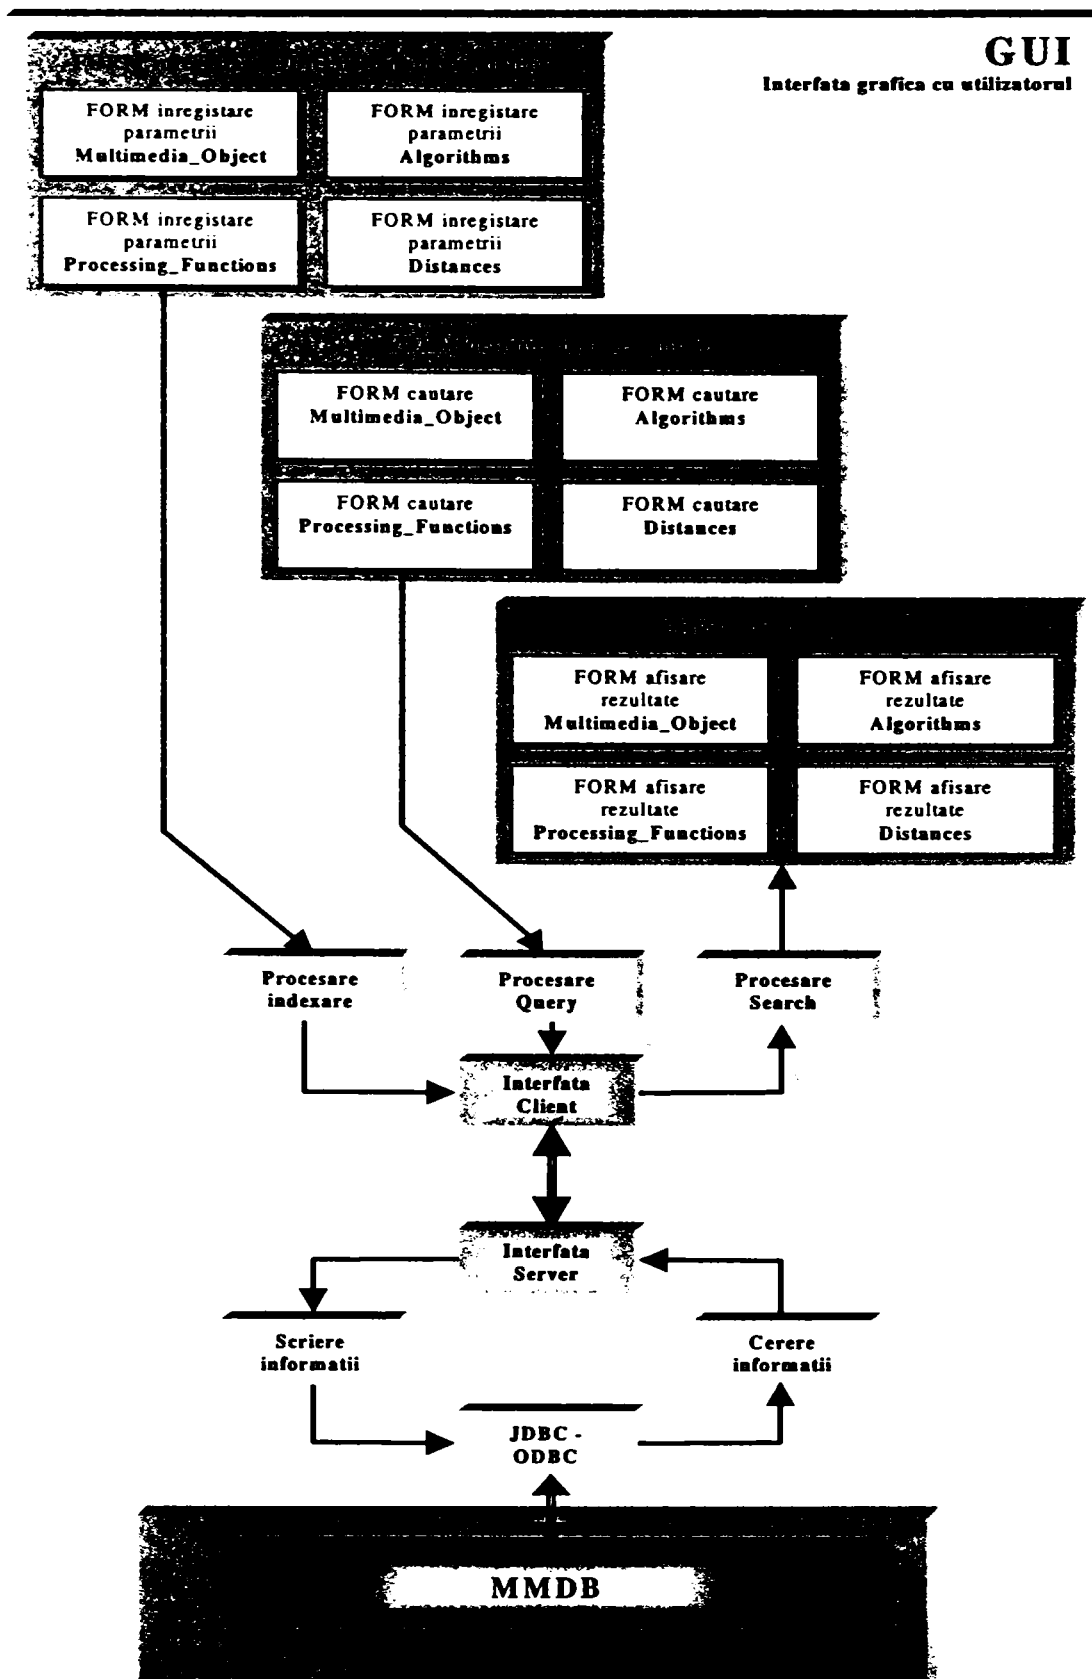 GUI
Interfata grafica cu utilizatorul
FORM inregistare
parametrii
Multimedia_Object
FORM inregistare
parametrii
Algorithms
FORM inregistare
parametrii
Processing_Functions
FORM inregistare
parametrii
Distances
FORM cautare
Multimedia_Object
FORM cautare
Algorithms
FORM cautare
Processing_Functions
FORM cautare
Distances
FORM afisare
rezultate
Multimedia_Object
FORM afisare
rezultate
Algorithms
FORM afisare
rezultate
Processing_Functions
FORM afisare
rezultate
Distances
Procesare
indexare
Procesare
Query
Procesare
Search
Interfata
Client
Interfata
Server
Scriere
informatii
Cerere
informatii
JDBC -
ODBC
MMDB